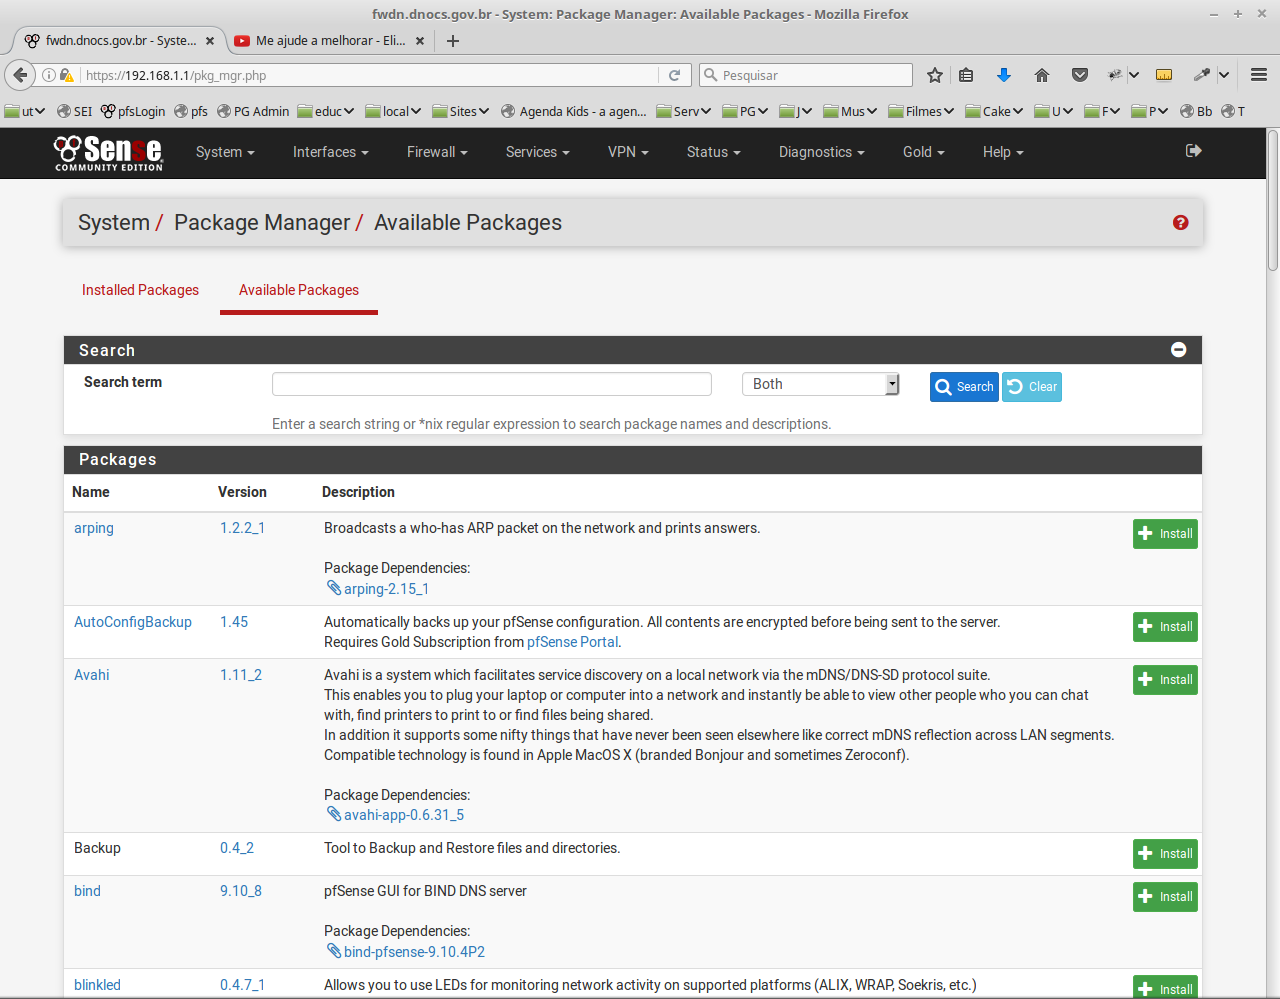 fwdn.dnocs.gov.br - System: Package Manager: Available Packages - Mozilla Firefox
fwdn.dnocs.gov.br - Syste...
Me ajude a melhorar - Eli...
https://192.168.1.1/pkg_mgr.php
Pesquisar
ut
SEI
pfsLogin
pfs
PG Admin
educ
local
Sites
Agenda Kids - a agen...
Serv
PG
J
Mus
Filmes
Cake
U
F
P
Bb
T
Sense
COMMUNITY EDITION
System
Interfaces
Firewall
Services
VPN
Status
Diagnostics
Gold
Help
System / Package Manager / Available Packages
Installed Packages
Available Packages
Search
Search term
Both
Search
Clear
Enter a search string or *nix regular expression to search package names and descriptions.
Packages
Name Version Description
arping 1.2.2_1 Broadcasts a who-has ARP packet on the network and prints answers.
Install
Package Dependencies:
arping-2.15_1
AutoConfigBackup 1.45 Automatically backs up your pfSense configuration. All contents are encrypted before being sent to the server.
Install
Requires Gold Subscription from pfSense Portal.
Avahi 1.11_2 Avahi is a system which facilitates service discovery on a local network via the mDNS/DNS-SD protocol suite.
Install
This enables you to plug your laptop or computer into a network and instantly be able to view other people who you can chat
with, find printers to print to or find files being shared.
In addition it supports some nifty things that have never been seen elsewhere like correct mDNS reflection across LAN segments.
Compatible technology is found in Apple MacOS X (branded Bonjour and sometimes Zeroconf).
Package Dependencies:
avahi-app-0.6.31_5
Backup 0.4_2 Tool to Backup and Restore files and directories.
Install
bind 9.10_8 pfSense GUI for BIND DNS server
Install
Package Dependencies:
bind-pfsense-9.10.4P2
blinkled 0.4.7_1 Allows you to use LEDs for monitoring network activity on supported platforms (ALIX, WRAP, Soekris, etc.)
Install